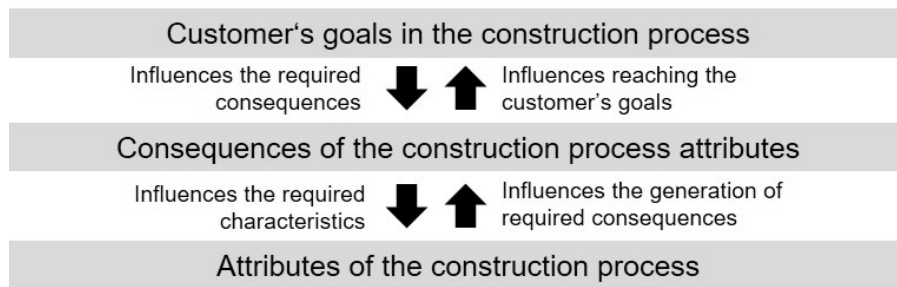 Customer‘s goals in the construction process
Influences the required
consequences
Influences reaching the
customer’s goals
Consequences of the construction process attributes
Influences the required
characteristics
Influences the generation of
required consequences
Attributes of the construction process